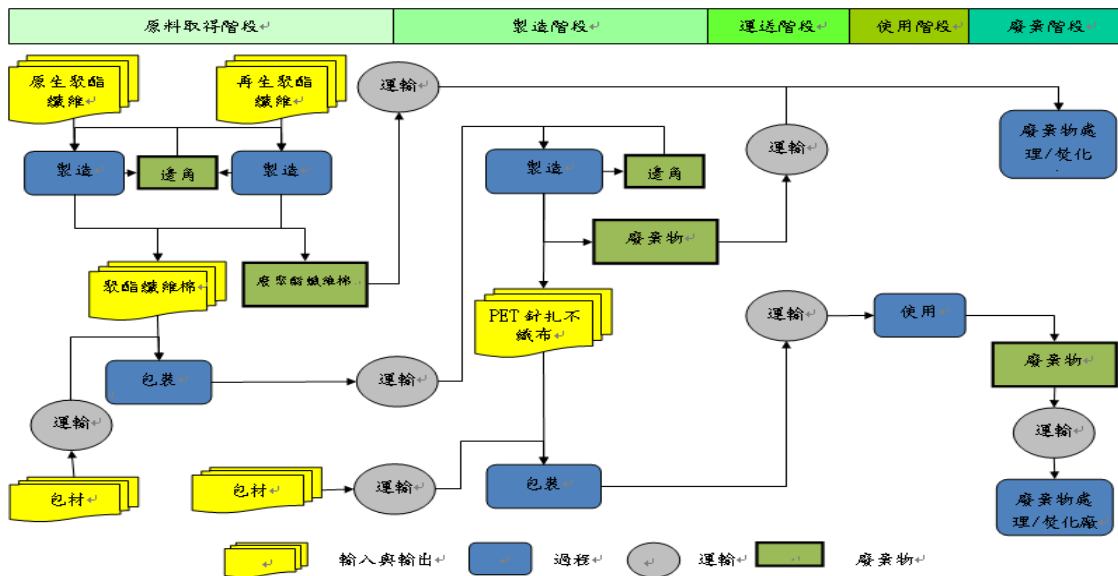 原料取得階段
製造階段
運送階段
使用階段
廢棄階段
原生聚酯
纖維
再生聚酯
纖維
運輸
廢棄物處
理/焚化
製造
邊角
製造
製造
邊角
運輸
廢棄物
聚酯纖維棉
廢聚酯纖維棉
PET 針扎不
織布
運輸
使用
包裝
運輸
廢棄物
運輸
運輸
包材
包材
運輸
包裝
廢棄物處
理/焚化廠
輸入與輸出
過程
運輸
廢棄物